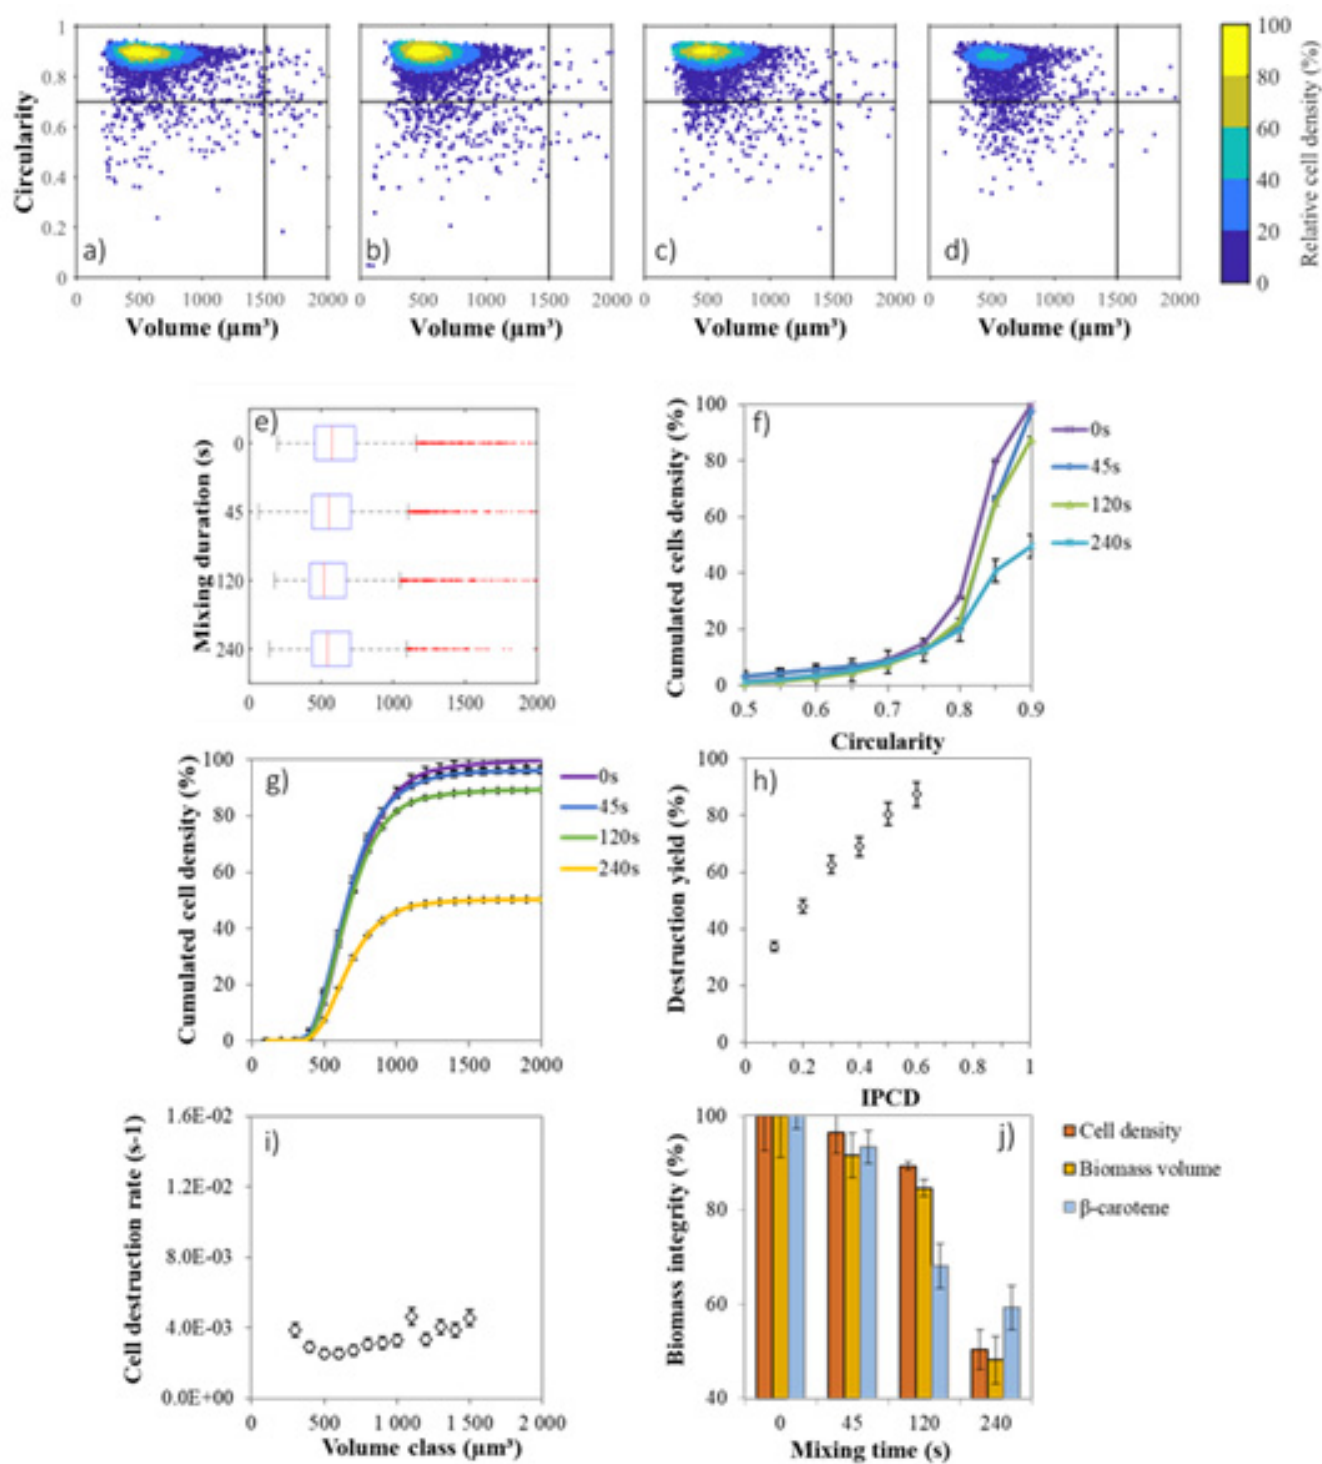 1
0.8
0.6
0.4
0.2
0
Circularity
a)
b)
c)
d)
0 500 1000 1500 2000
0 500 1000 1500 2000
0 500 1000 1500 2000
0 500 1000 1500 2000
Volume (µm³)
Volume (µm³)
Volume (µm³)
Volume (µm³)
100
80
60
40
20
0
Relative cell density (%)
e)
Mixing duration (s)
0
45
120
240
0 500 1000 1500 2000
f)
Cumulated cells density (%)
100
80
60
40
20
0
0.5 0.6 0.7 0.8 0.9
Circularity
0s
45s
120s
240s
g)
Cumulated cell density (%)
100
80
60
40
20
0
0 500 1000 1500 2000
0s
45s
120s
240s
h)
Destruction yield (%)
100
80
60
40
20
0
0 0.2 0.4 0.6 0.8 1
IPCD
i)
Cell destruction rate (s-1)
1.6E-02
1.2E-02
8.0E-03
4.0E-03
0.0E+00
0 500 1 000 1 500 2 000
Volume class (µm³)
j)
Biomass integrity (%)
100
80
60
40
0 45 120 240
Mixing time (s)
Cell density
Biomass volume
β-carotene